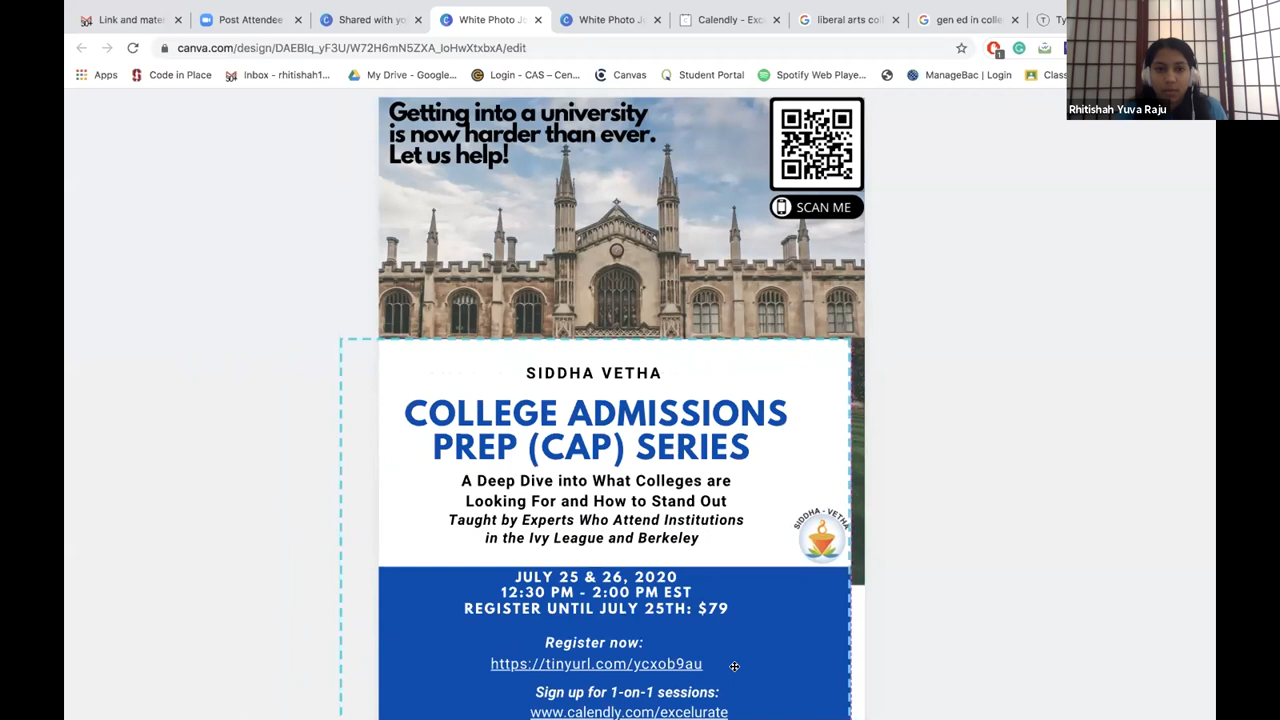 Link and mater
Post Attendee
Shared with yo
White Photo Jo
White Photo Ju
Calendly - Exc
liberal arts coll
gen ed in colle
Ty
canva.com/design/DAEBlq_yF3U/W72H6mN5ZXA_loHwXtxbxA/edit
1
Apps
Code in Place
Inbox - rhitishah1...
My Drive - Google...
Login - CAS – Cen...
Canvas
Student Portal
Spotify Web Playe...
ManageBac | Login
Class
Rhitishah Yuva Raju
Getting into a university
is now harder than ever.
Let us help!
SCAN ME
SIDDHA VETHA
COLLEGE ADMISSIONS
PREP (CAP) SERIES
A Deep Dive into What Colleges are
Looking For and How to Stand Out
Taught by Experts Who Attend Institutions
in the Ivy League and Berkeley
SIDDHA - VETHA
JULY 25 & 26, 2020
12:30 PM - 2:00 PM EST
REGISTER UNTIL JULY 25TH: $79
Register now:
https://tinyurl.com/ycxob9au
Sign up for 1-on-1 sessions:
www.calendly.com/excelurate